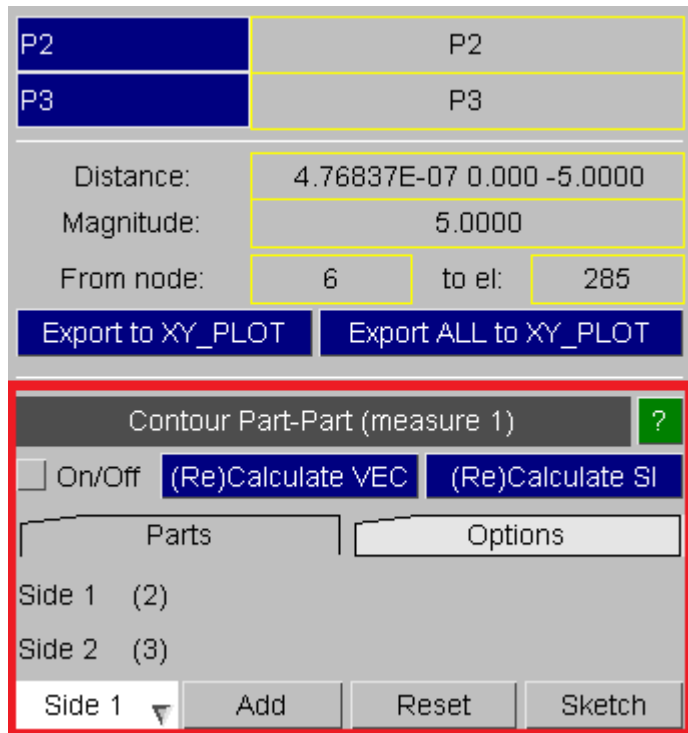 P2 P2
P3 P3
Distance: 4.76837E-07 0.000 -5.0000
Magnitude: 5.0000
From node: 6 to el: 285
Export to XY_PLOT Export ALL to XY_PLOT
Contour Part-Part (measure 1) ?
On/Off (Re)Calculate VEC (Re)Calculate SI
Parts Options
Side 1 (2)
Side 2 (3)
Side 1 Add Reset Sketch